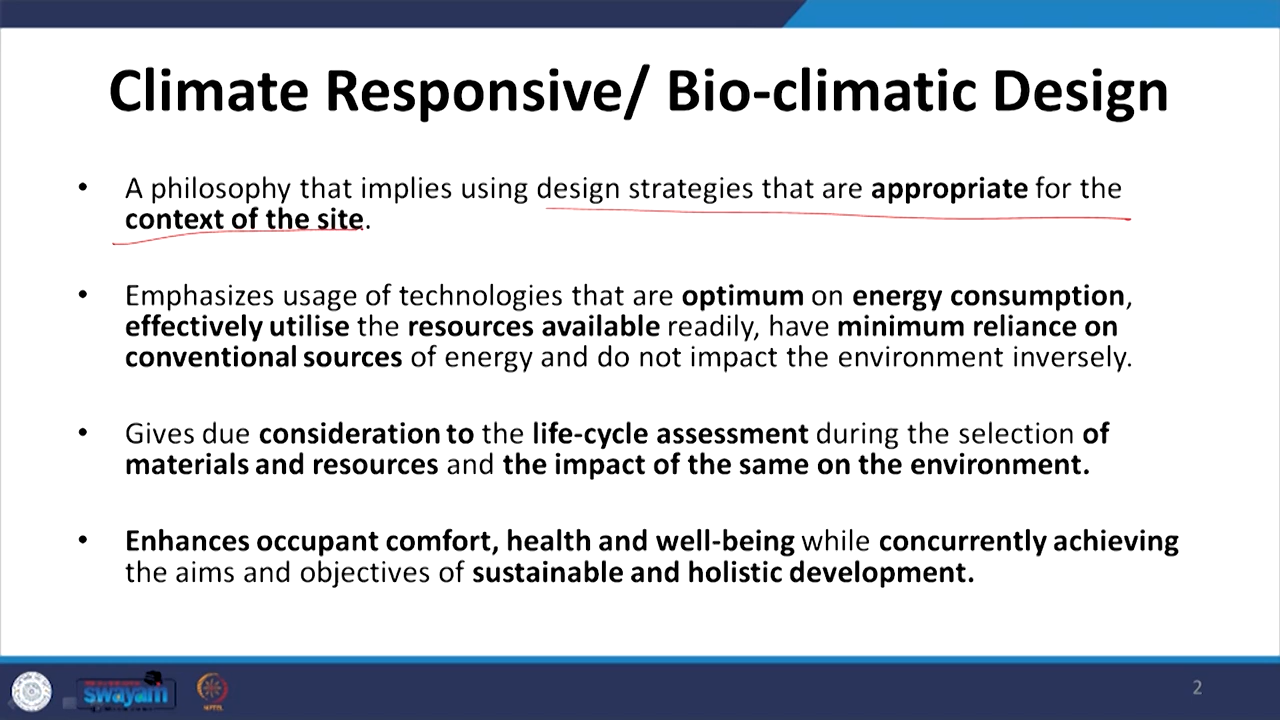 Climate Responsive/ Bio-climatic Design
• A philosophy that implies using design strategies that are appropriate for the
context of the site.
• Emphasizes usage of technologies that are optimum on energy consumption,
effectively utilise the resources available readily, have minimum reliance on
conventional sources of energy and do not impact the environment inversely.
• Gives due consideration to the life-cycle assessment during the selection of
materials and resources and the impact of the same on the environment.
• Enhances occupant comfort, health and well-being while concurrently achieving
the aims and objectives of sustainable and holistic development.
swayam
2